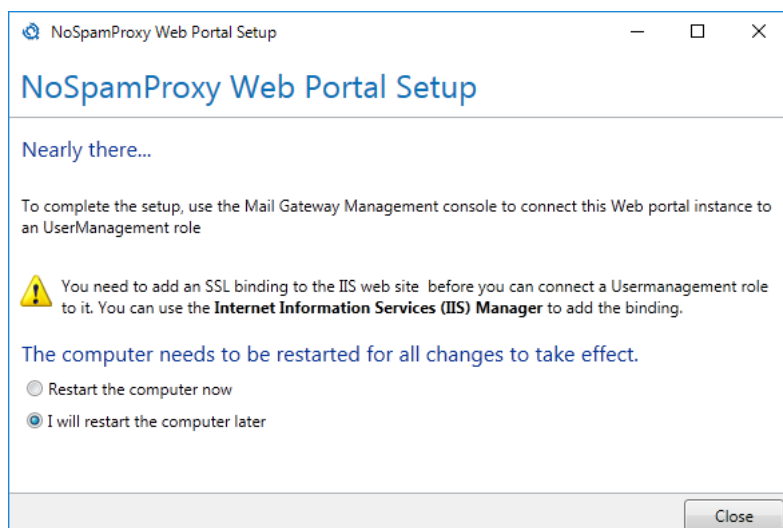 NoSpamProxy Web Portal Setup
NoSpamProxy Web Portal Setup
Nearly there...
To complete the setup, use the Mail Gateway Management console to connect this Web portal instance to
an UserManagement role
You need to add an SSL binding to the IIS web site  before you can connect a Usermanagement role
to it. You can use the Internet Information Services (IIS) Manager to add the binding.
The computer needs to be restarted for all changes to take effect.
Restart the computer now
I will restart the computer later
Close